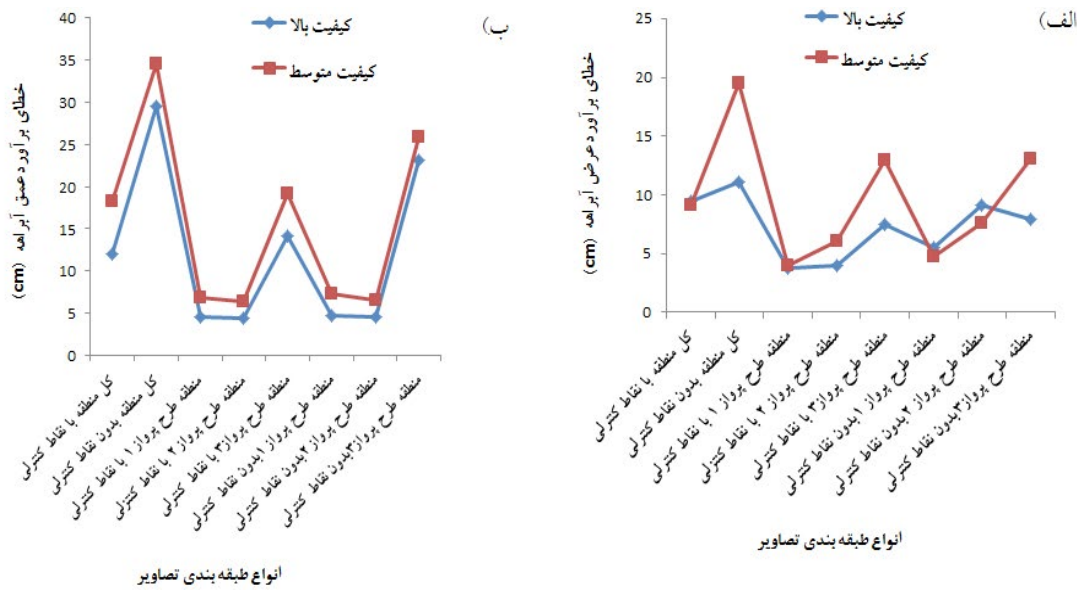 الف)
کیفیت بالا
کیفیت متوسط
خطای برآورد عرض آبراهه (cm)
25
20
15
10
5
0
کل منطقه با نقاط کنترلی
کل منطقه بدون نقاط کنترلی
منطقه طرح پرواز ۱ با نقاط کنترلی
منطقه طرح پرواز ۲ با نقاط کنترلی
منطقه طرح پرواز۳ با نقاط کنترلی
منطقه طرح پرواز ۱بدون نقاط کنترلی
منطقه طرح پرواز ۲بدون نقاط کنترلی
منطقه طرح پرواز۳بدون نقاط کنترلی
انواع طبقه بندی تصاویر
ب)
کیفیت بالا
کیفیت متوسط
خطای برآورد عمق آبراهه (cm)
40
35
30
25
20
15
10
5
0
کل منطقه با نقاط کنترلی
کل منطقه بدون نقاط کنترلی
منطقه طرح پرواز ۱ با نقاط کنترلی
منطقه طرح پرواز۲ با نقاط کنترلی
منطقه طرح پرواز۳ با نقاط کنترلی
منطقه طرح پرواز ۱بدون نقاط کنترلی
منطقه طرح پرواز ۲بدون نقاط کنترلی
منطقه طرح پرواز۳بدون نقاط کنترلی
انواع طبقه بندی تصاویر